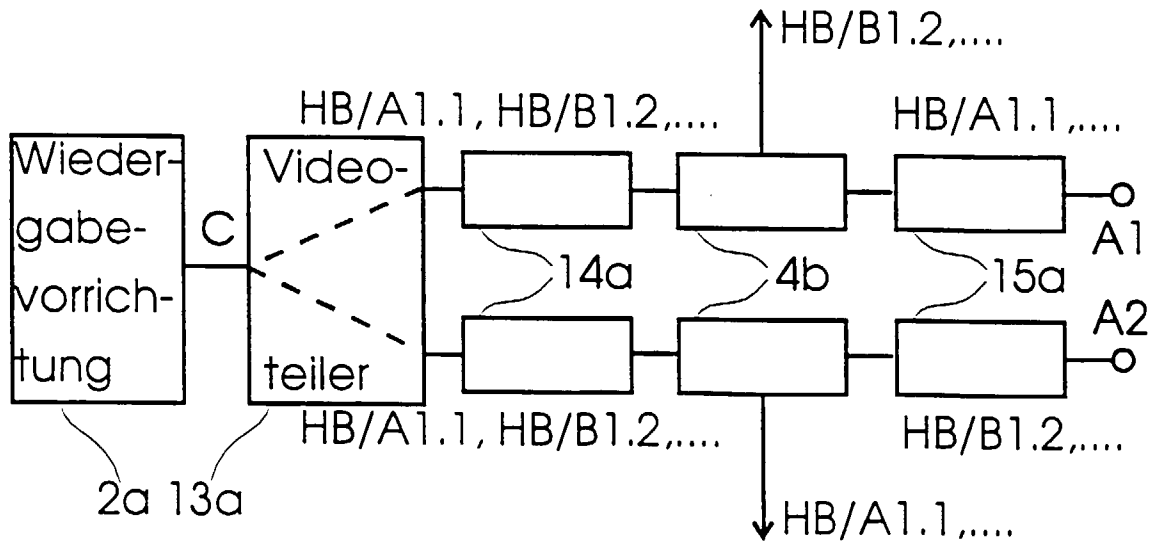 HB/B1.2,....
HB/A1.1, HB/B1.2,....
HB/A1.1,....
Wieder-
gabe-
vorrich-
tung
C
Video-
teiler
14a
4b
15a
A1
A2
HB/A1.1, HB/B1.2,....
HB/B1.2,....
2a
13a
HB/A1.1,....